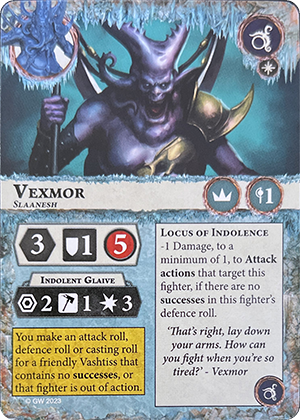 VEXMOR
SLAANESH
1
3 1 5
INDOLENT GLAIVE
2 1 3
You make an attack roll,
defence roll or casting roll
for a friendly Vashtiss that
contains no successes, or
that fighter is out of action.
© GW 2023
LOCUS OF INDOLENCE
-1 Damage, to a
minimum of 1, to Attack
actions that target this
fighter, if there are no
successes in this fighter's
defence roll.
'That's right, lay down
your arms. How can
you fight when you're so
tired?' - Vexmor